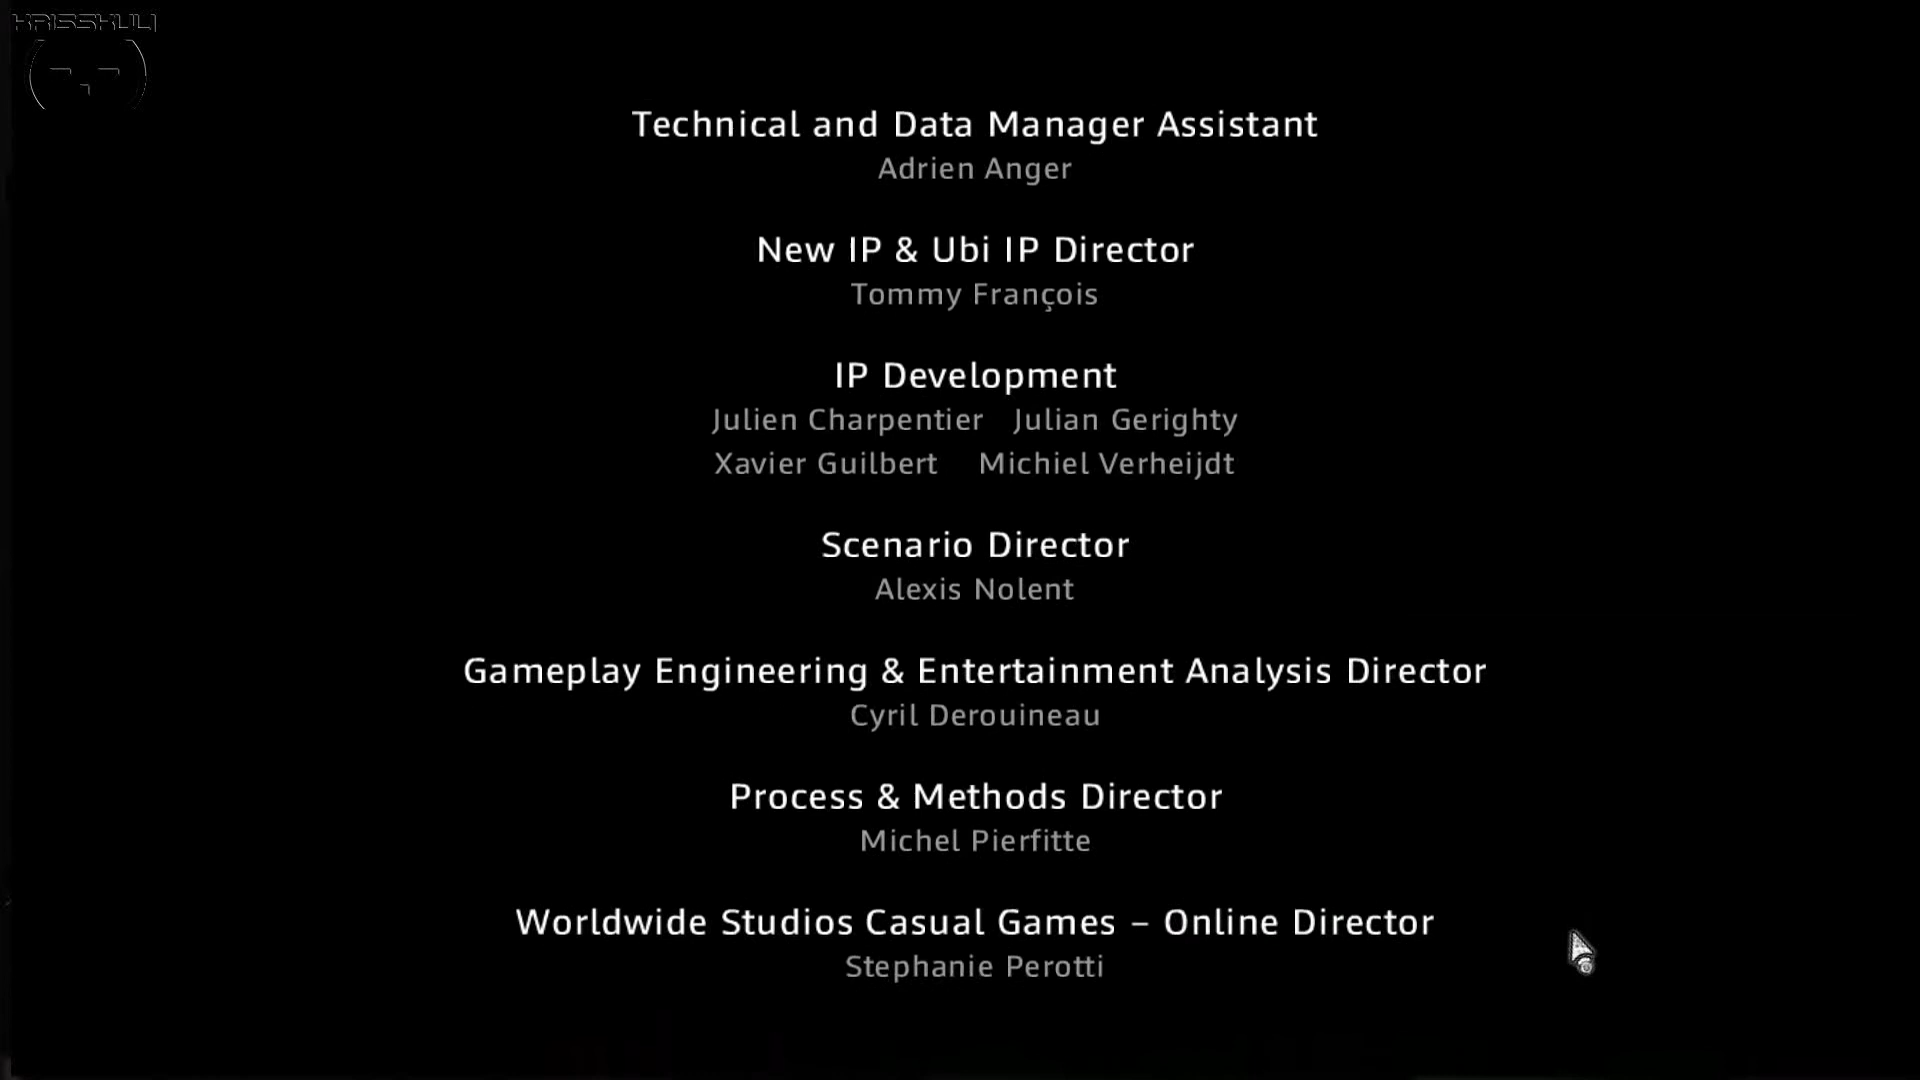 KRISSKULI
Technical and Data Manager Assistant
Adrien Anger
New IP & Ubi IP Director
Tommy François
IP Development
Julien Charpentier Julian Gerighty
Xavier Guilbert Michiel Verheijdt
Scenario Director
Alexis Nolent
Gameplay Engineering & Entertainment Analysis Director
Cyril Derouineau
Process & Methods Director
Michel Pierfitte
Worldwide Studios Casual Games – Online Director
Stephanie Perotti